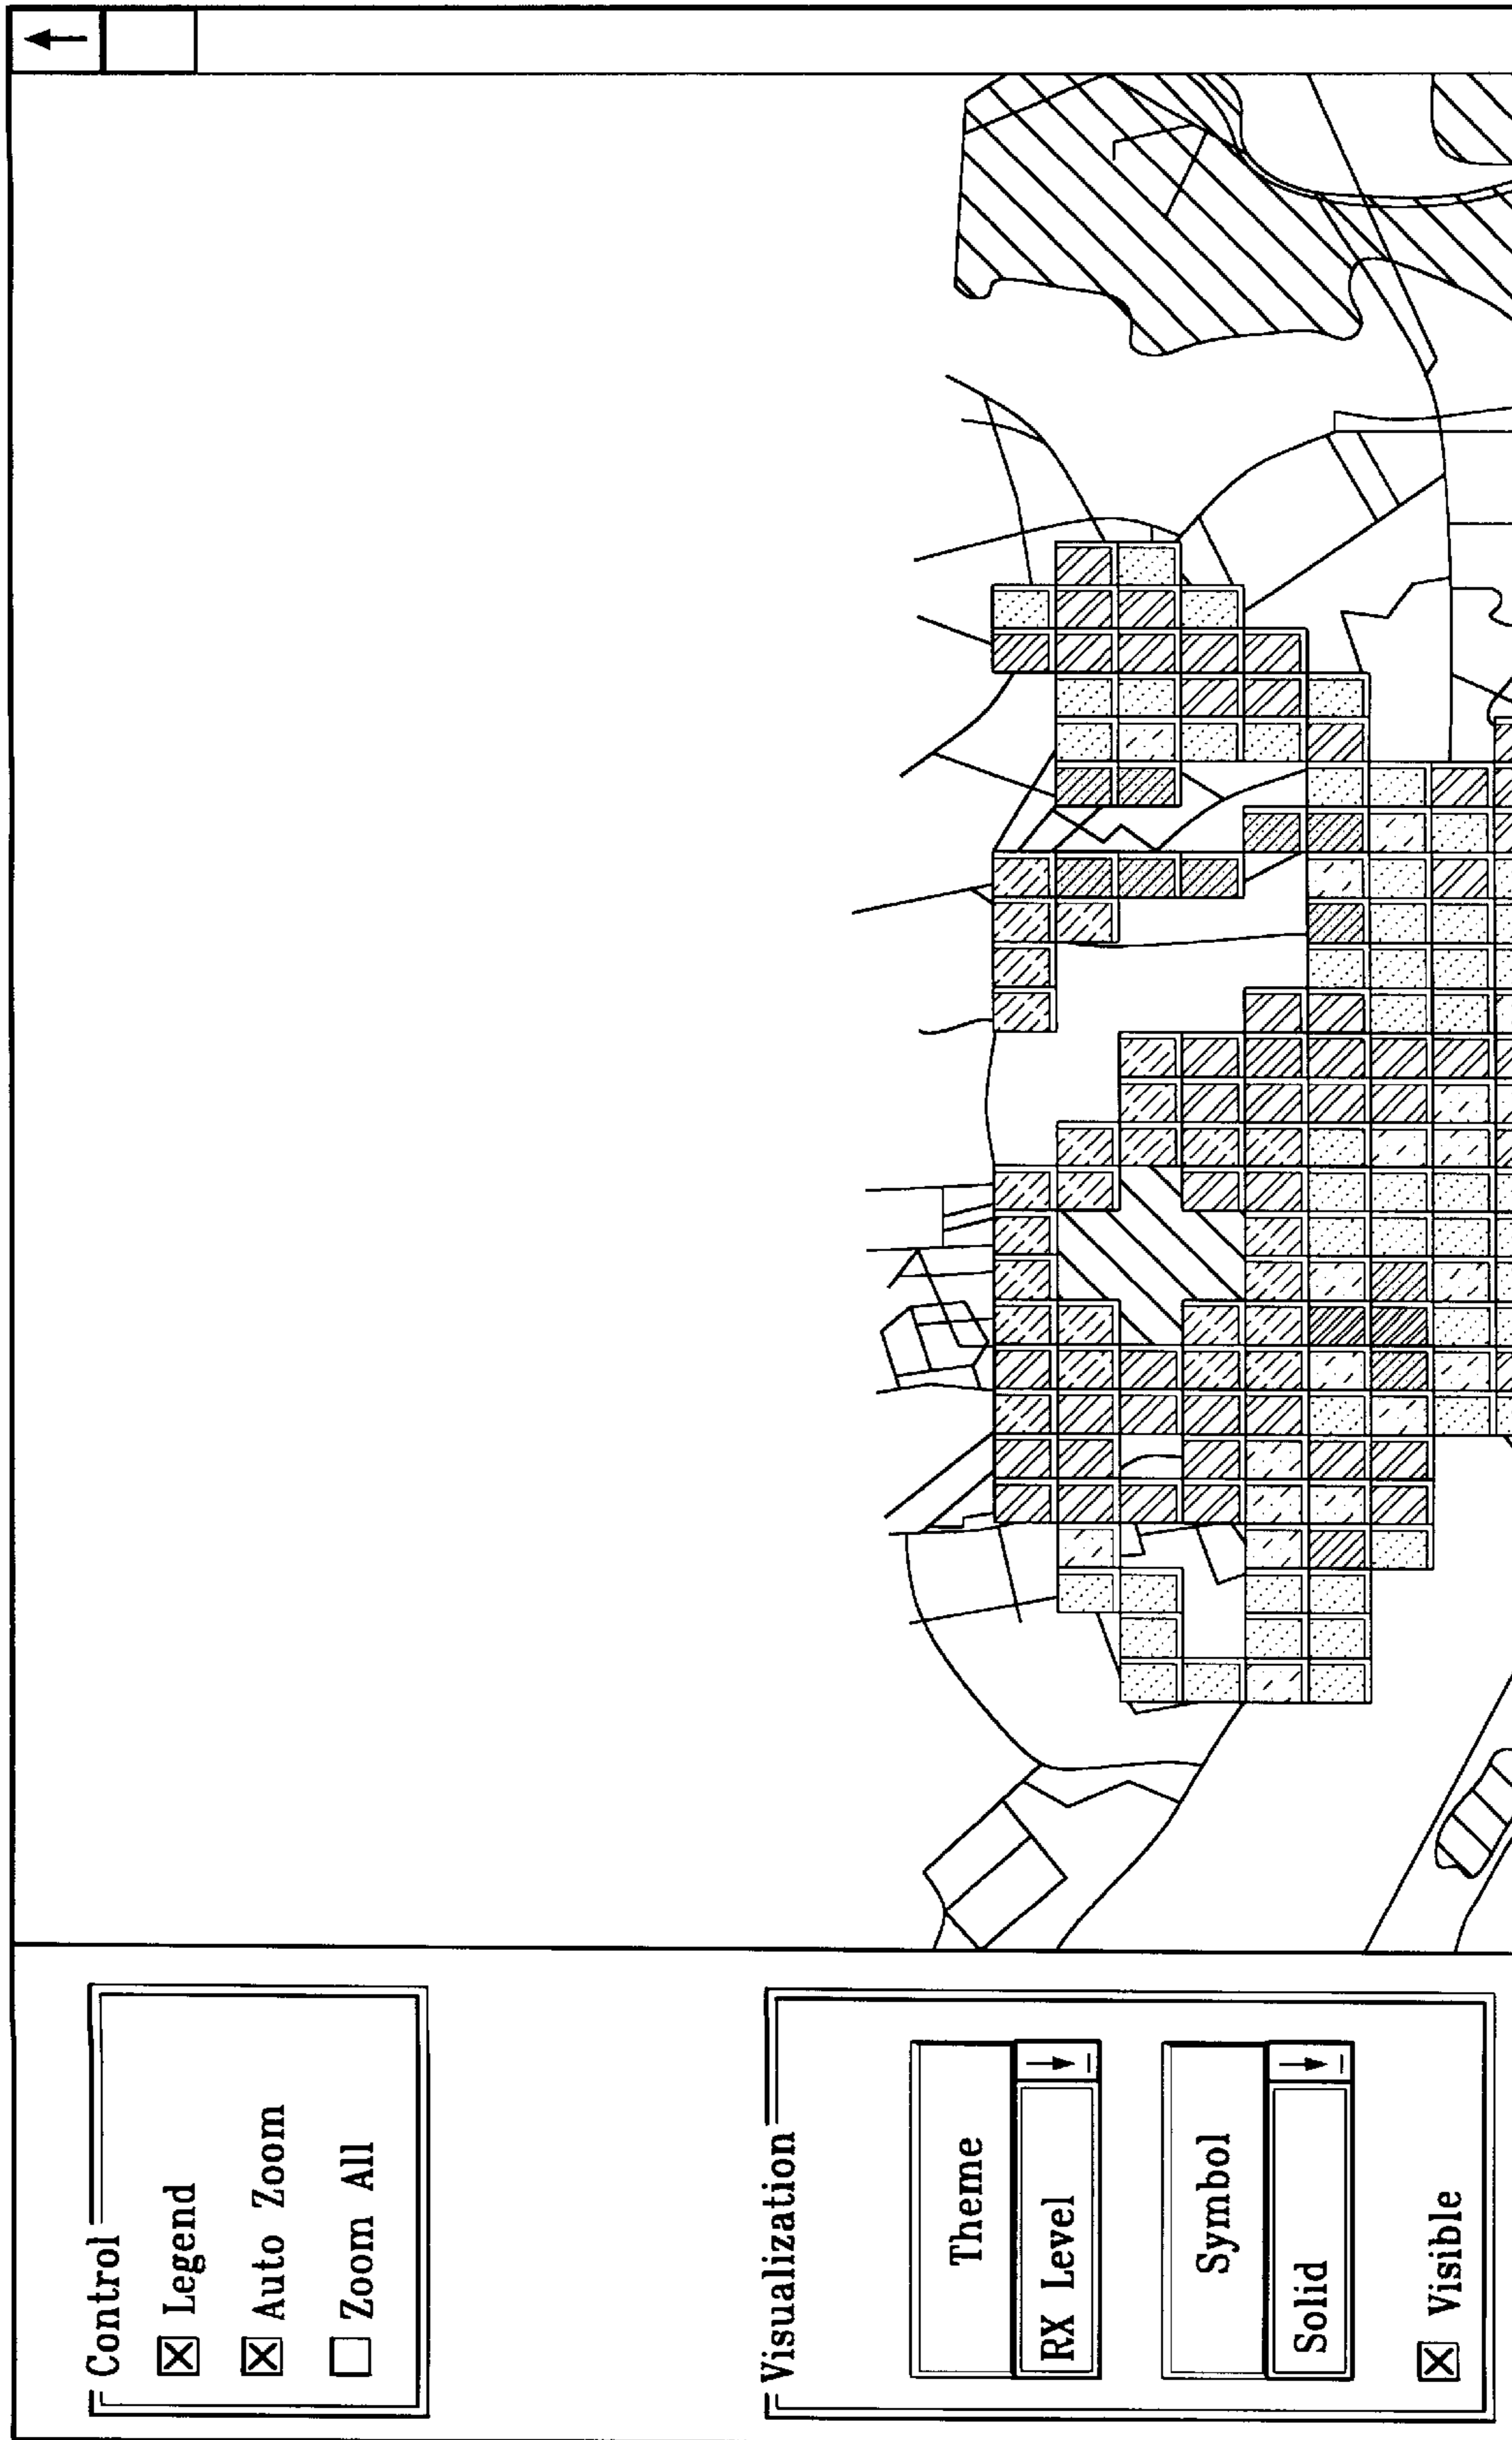 Control
Legend
Auto Zoom
Zoom All
Visualization
Theme
RX Level
Symbol
Solid
Visible